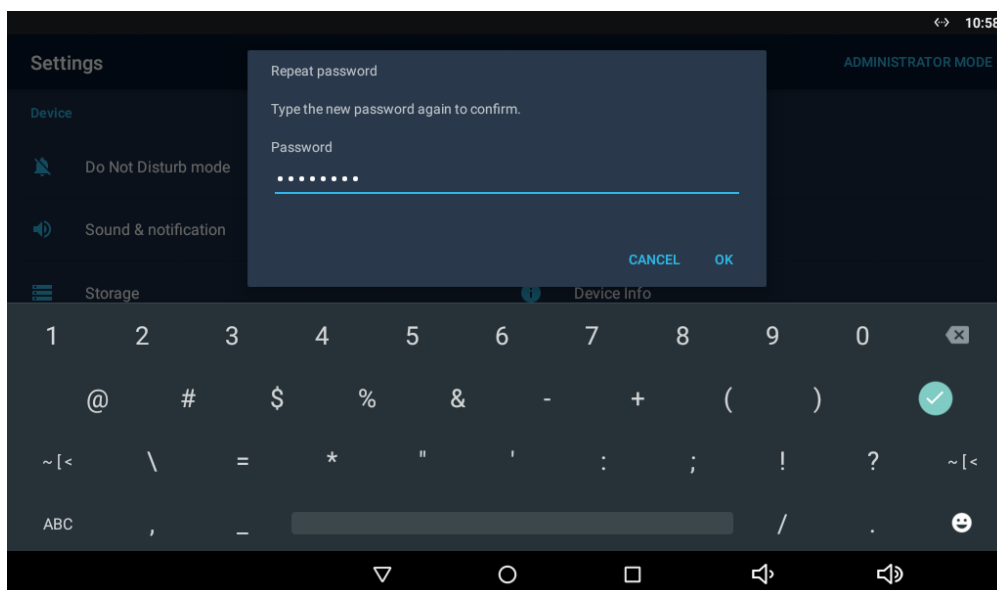 10:58
Settings
ADMINISTRATOR MODE
Repeat password
Type the new password again to confirm.
Password
••••••••
CANCEL OK
Device
Do Not Disturb mode
Sound & notification
Storage
Device Info
1 2 3 4 5 6 7 8 9 0
@ # $ % & - + ( )
~ [ < \ = * " ' : ; ! ? ~ [ <
ABC , _ / .